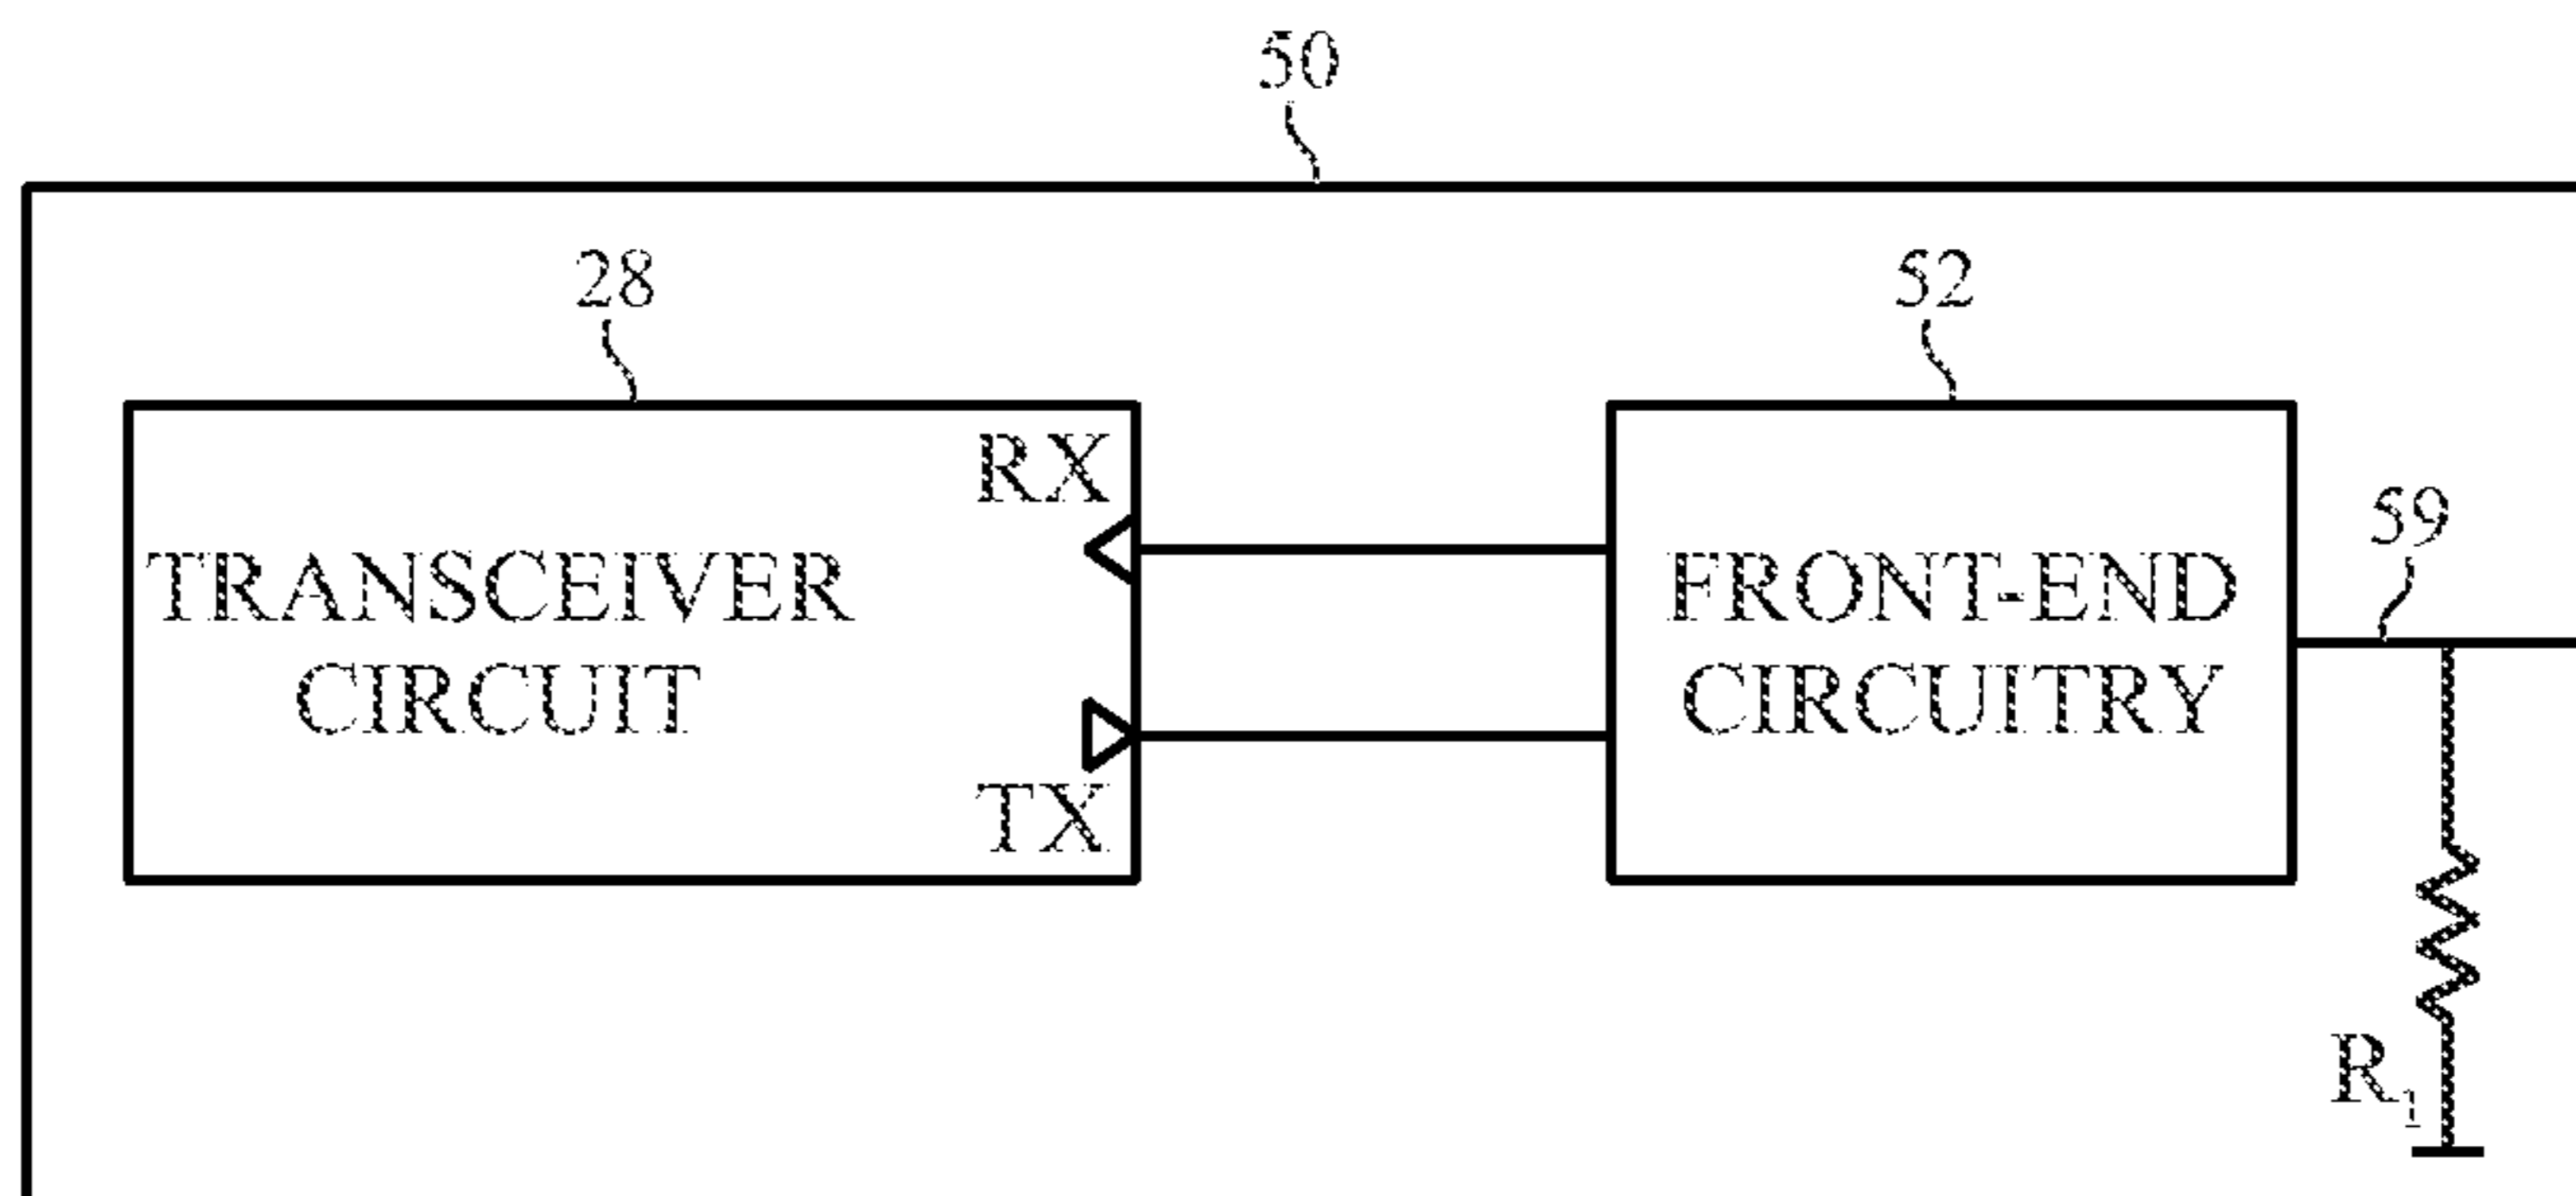 50
28
52
RX
59
TRANSCEIVER
CIRCUIT
FRONT-END
CIRCUITRY
TX
R1